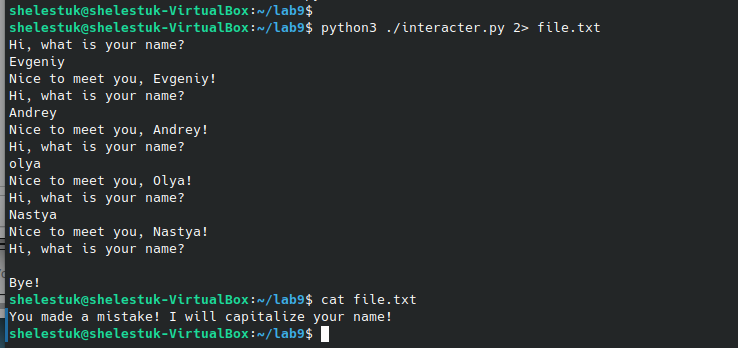 shelestuk@shelestuk-VirtualBox:~/lab9$
shelestuk@shelestuk-VirtualBox:~/lab9$ python3 ./interacter.py 2> file.txt
Hi, what is your name?
Evgeniy
Nice to meet you, Evgeniy!
Hi, what is your name?
Andrey
Nice to meet you, Andrey!
Hi, what is your name?
olya
Nice to meet you, Olya!
Hi, what is your name?
Nastya
Nice to meet you, Nastya!
Hi, what is your name?
Bye!
shelestuk@shelestuk-VirtualBox:~/lab9$ cat file.txt
You made a mistake! I will capitalize your name!
shelestuk@shelestuk-VirtualBox:~/lab9$